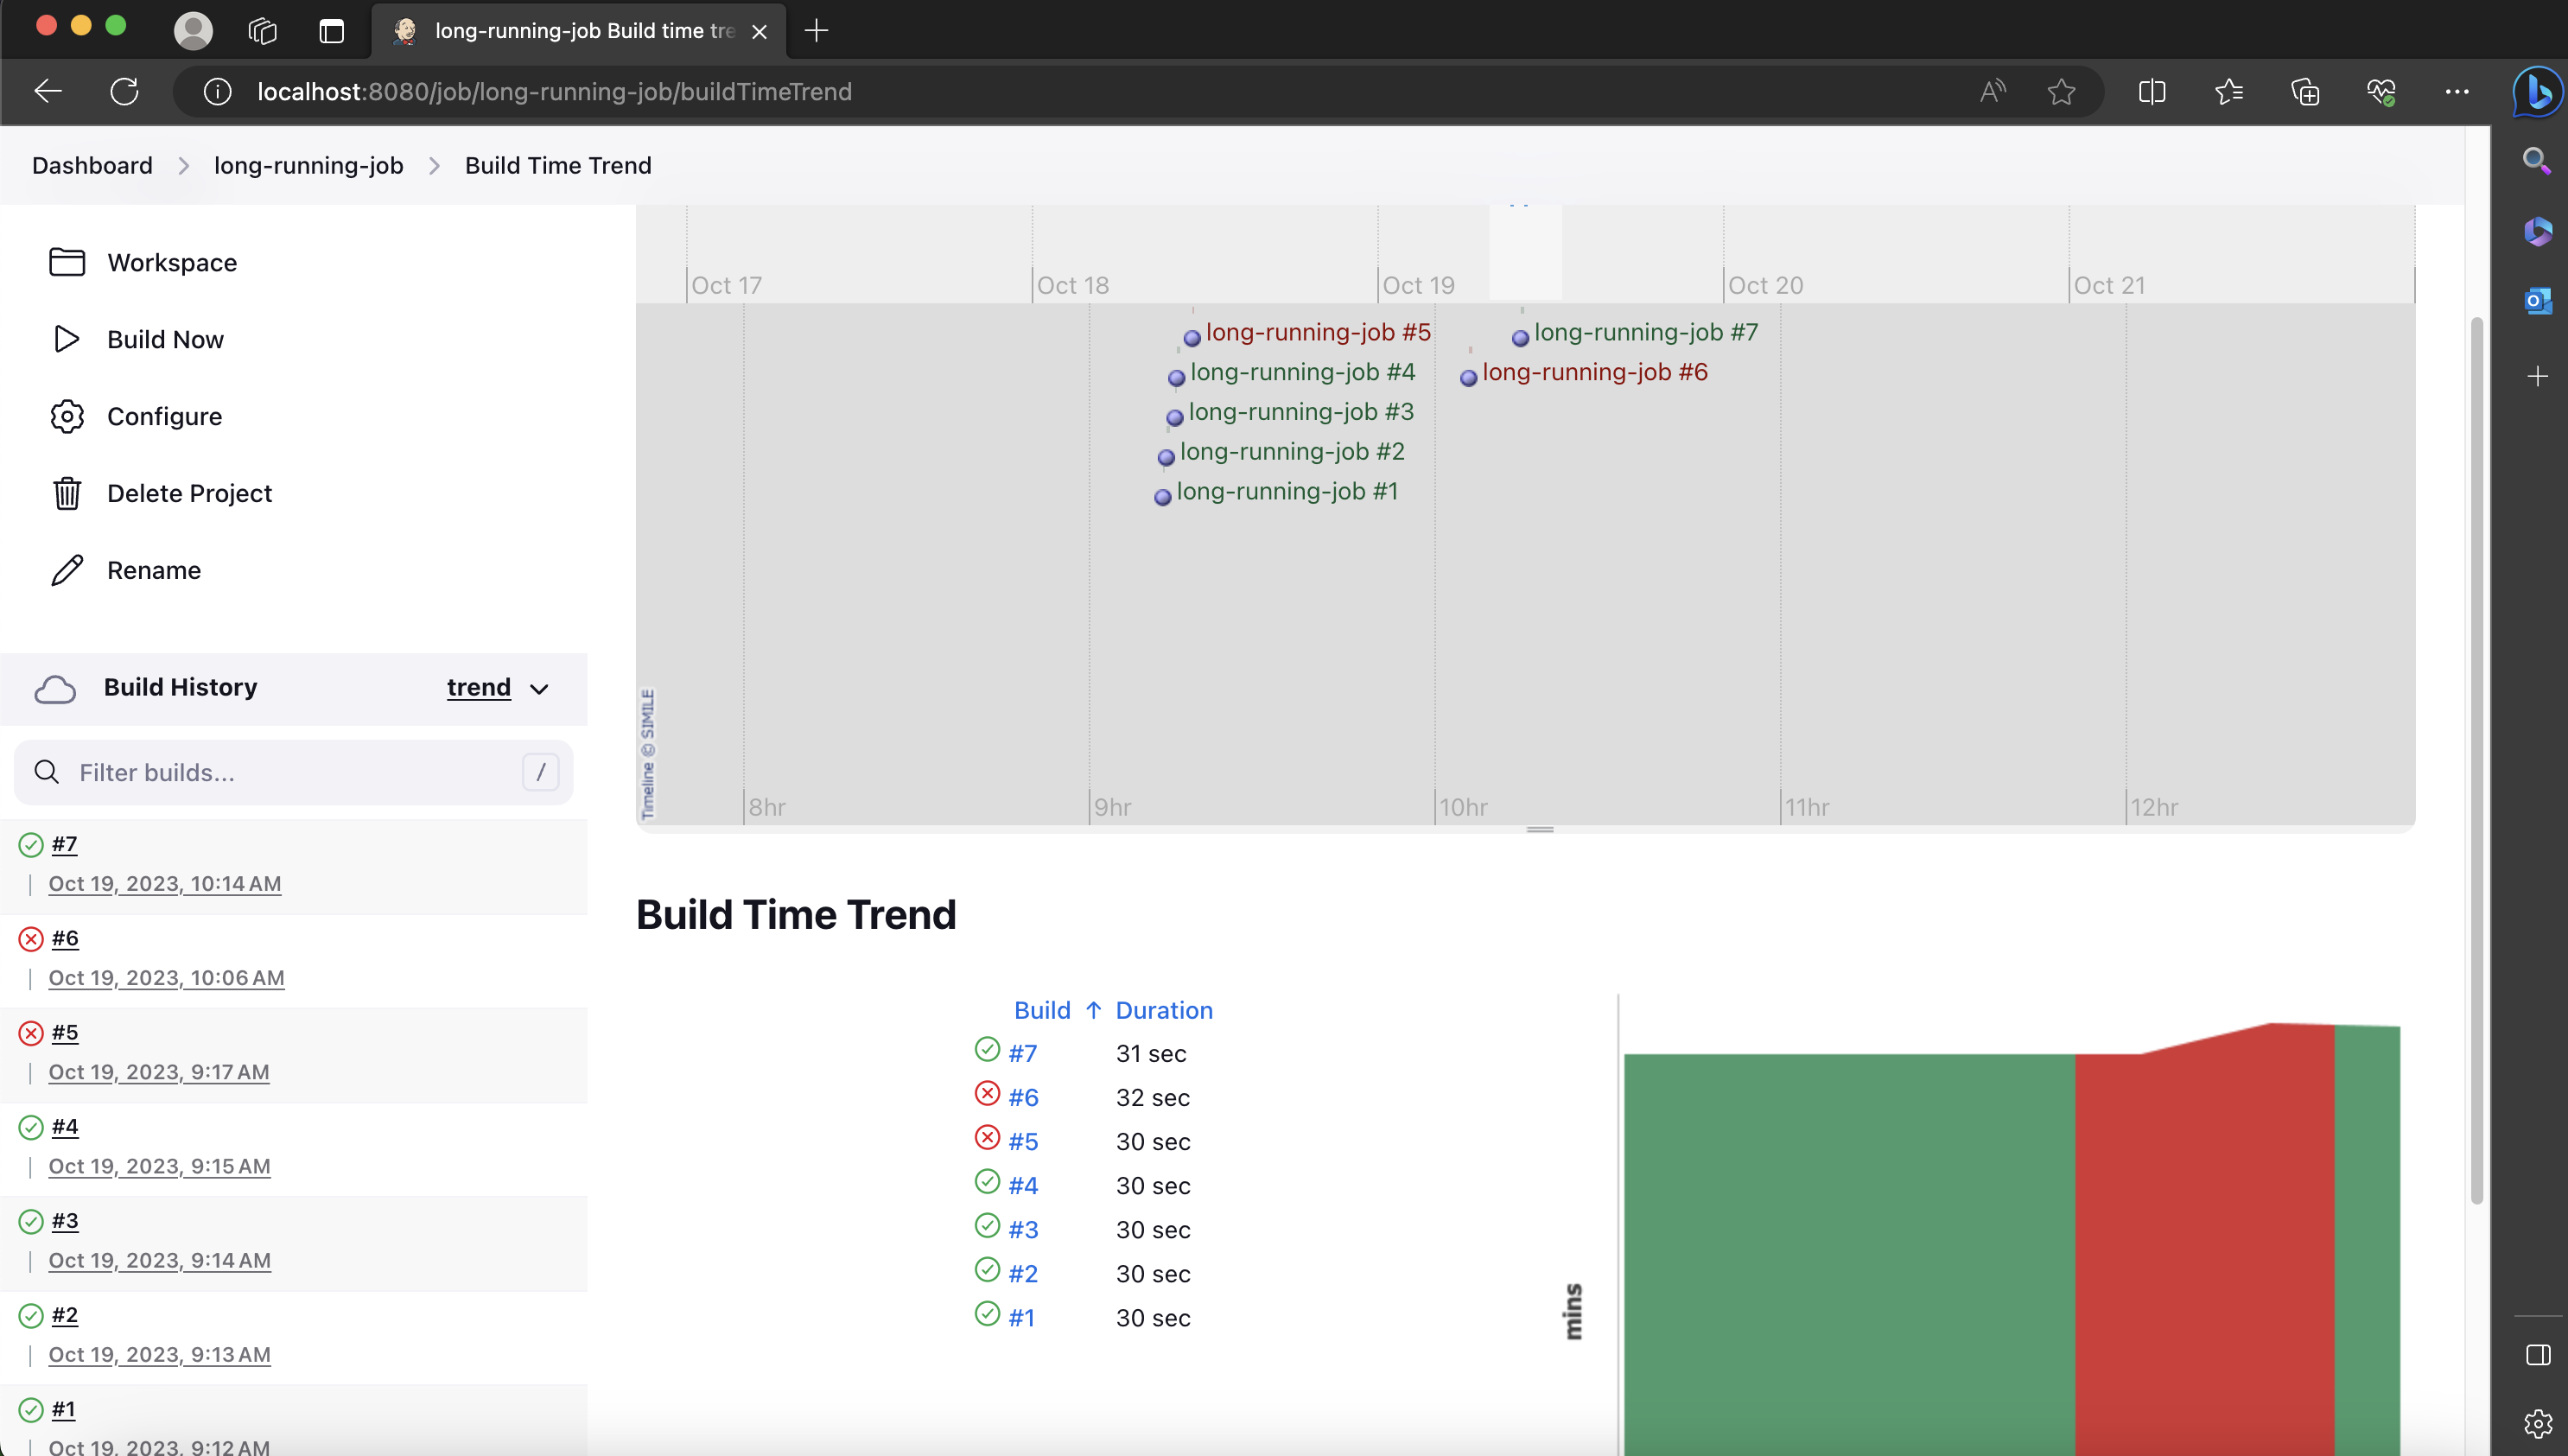 long-running-job Build time tre
localhost:8080/job/long-running-job/buildTimeTrend
Dashboard
long-running-job
Build Time Trend
Workspace
Build Now
Configure
Delete Project
Rename
Build History
trend
Filter builds...
/
#7
Oct 19, 2023, 10:14 AM
#6
Oct 19, 2023, 10:06 AM
#5
Oct 19, 2023, 9:17 AM
#4
Oct 19, 2023, 9:15 AM
#3
Oct 19, 2023, 9:14 AM
#2
Oct 19, 2023, 9:13 AM
#1
Oct 19, 2023, 9:12 AM
Oct 17
Oct 18
Oct 19
Oct 20
Oct 21
long-running-job #5
long-running-job #7
long-running-job #4
long-running-job #6
long-running-job #3
long-running-job #2
long-running-job #1
Timeline © SIMILE
8hr
9hr
10hr
11hr
12hr
Build Time Trend
Build ↑ Duration
#7 31 sec
#6 32 sec
#5 30 sec
#4 30 sec
#3 30 sec
#2 30 sec
#1 30 sec
mins